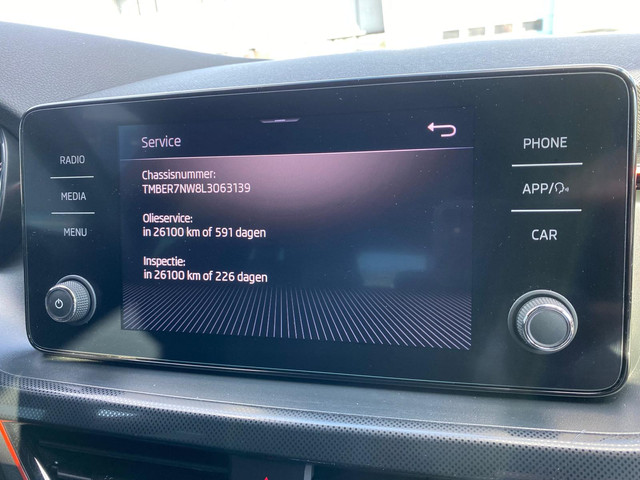 Service
RADIO
MEDIA
MENU
Chassisnummer:
TMBER7NW8L3063139
Olieservice:
in 26100 km of 591 dagen
Inspectie:
in 26100 km of 226 dagen
PHONE
APP/
CAR